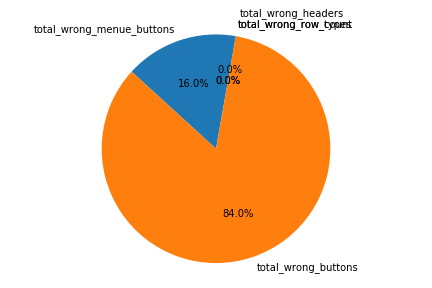 total_wrong_headers
total_wrong_row_types
total_wrong_menue_buttons
0.0%
0.0%
16.0%
84.0%
total_wrong_buttons